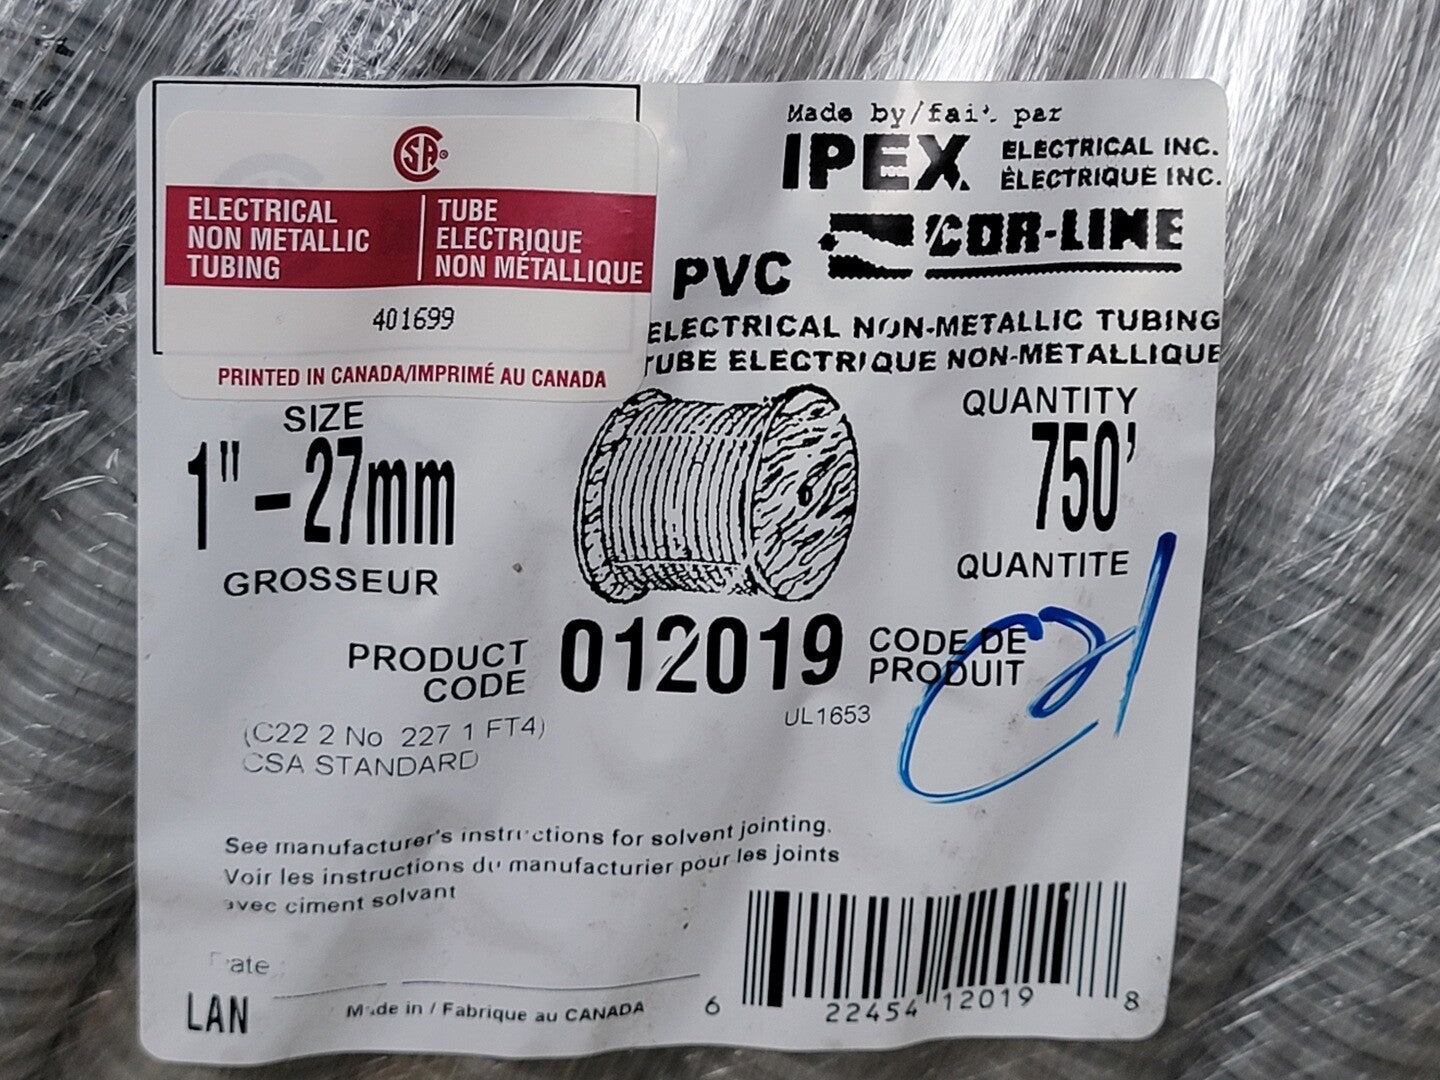 CSA
ELECTRICAL
NON METALLIC
TUBING
TUBE
ELECTRIQUE
NON MÉTALLIQUE
401699
PRINTED IN CANADA/IMPRIMÉ AU CANADA
Made by/fait par
IPEX
ELECTRICAL INC.
ÉLECTRIQUE INC.
PVC
COR-LINE
ELECTRICAL NON-METALLIC TUBING
TUBE ELECTRIQUE NON-METALLIQUE
SIZE
1" - 27mm
GROSSEUR
QUANTITY
750'
QUANTITE
PRODUCT
CODE
012019
CODE DE
PRODUIT
(C22 2 No 227 1 FT4)
CSA STANDARD
UL1653
See manufacturer's instructions for solvent jointing.
Voir les instructions du manufacturier pour les joints
avec ciment solvant
Date
LAN
Made in / Fabrique au CANADA
6 22454 12019 8